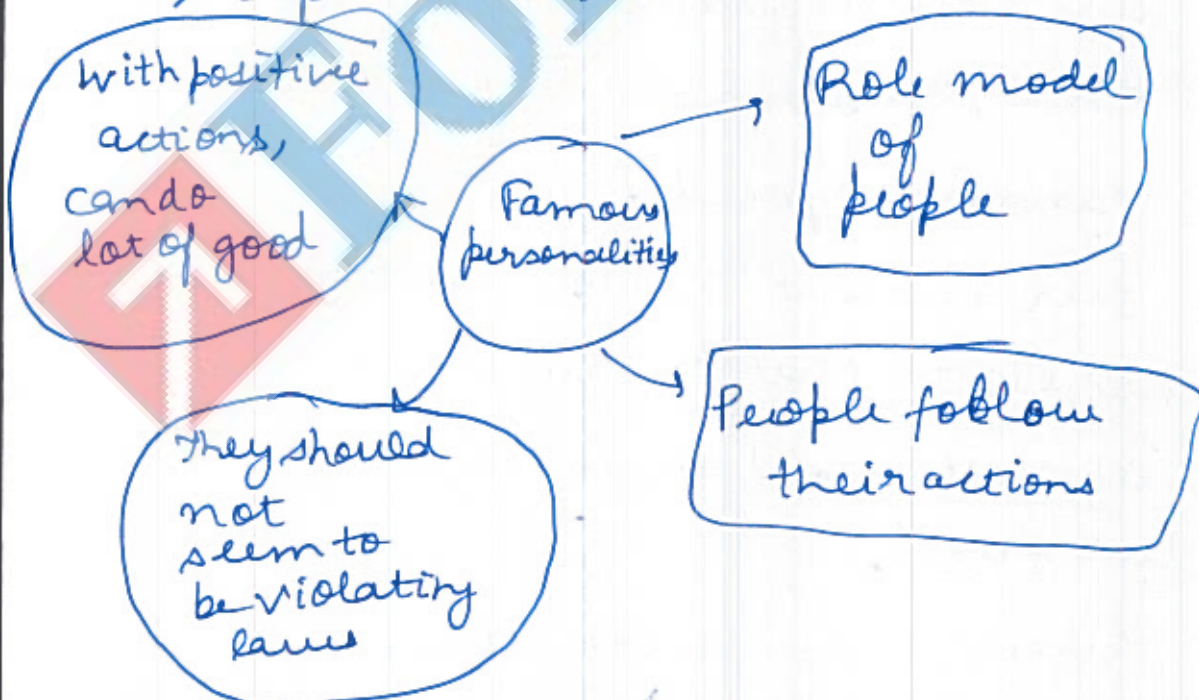 With positive
actions,
can do
lot of good
Famous
personalities
Role model
of
people
People follow
their actions
They should
not
seem to
be violating
laws